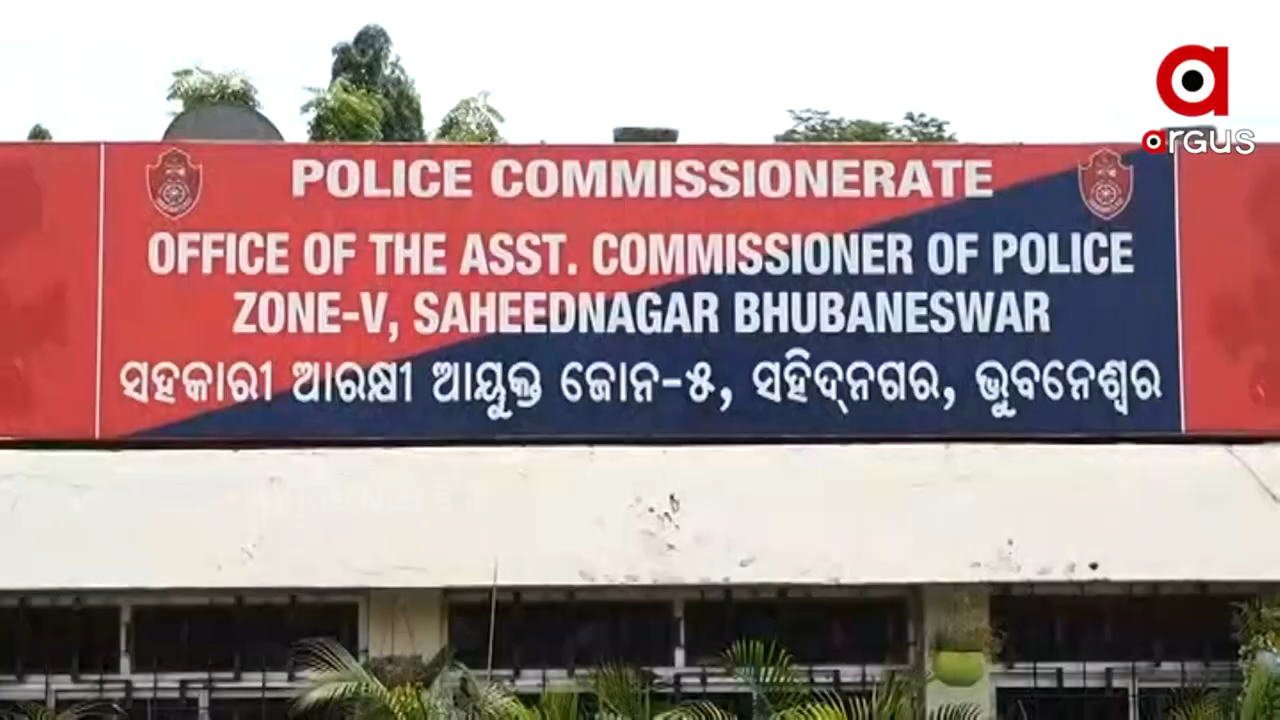 argus
POLICE COMMISSIONERATE
OFFICE OF THE ASST. COMMISSIONER OF POLICE
ZONE-V, SAHEEDNAGAR BHUBANESWAR
ସହକାରୀ ଆରକ୍ଷୀ ଆୟୁକ୍ତ ଜୋନ-୫, ସହିଦ୍‌ନଗର, ଭୁବନେଶ୍ୱର